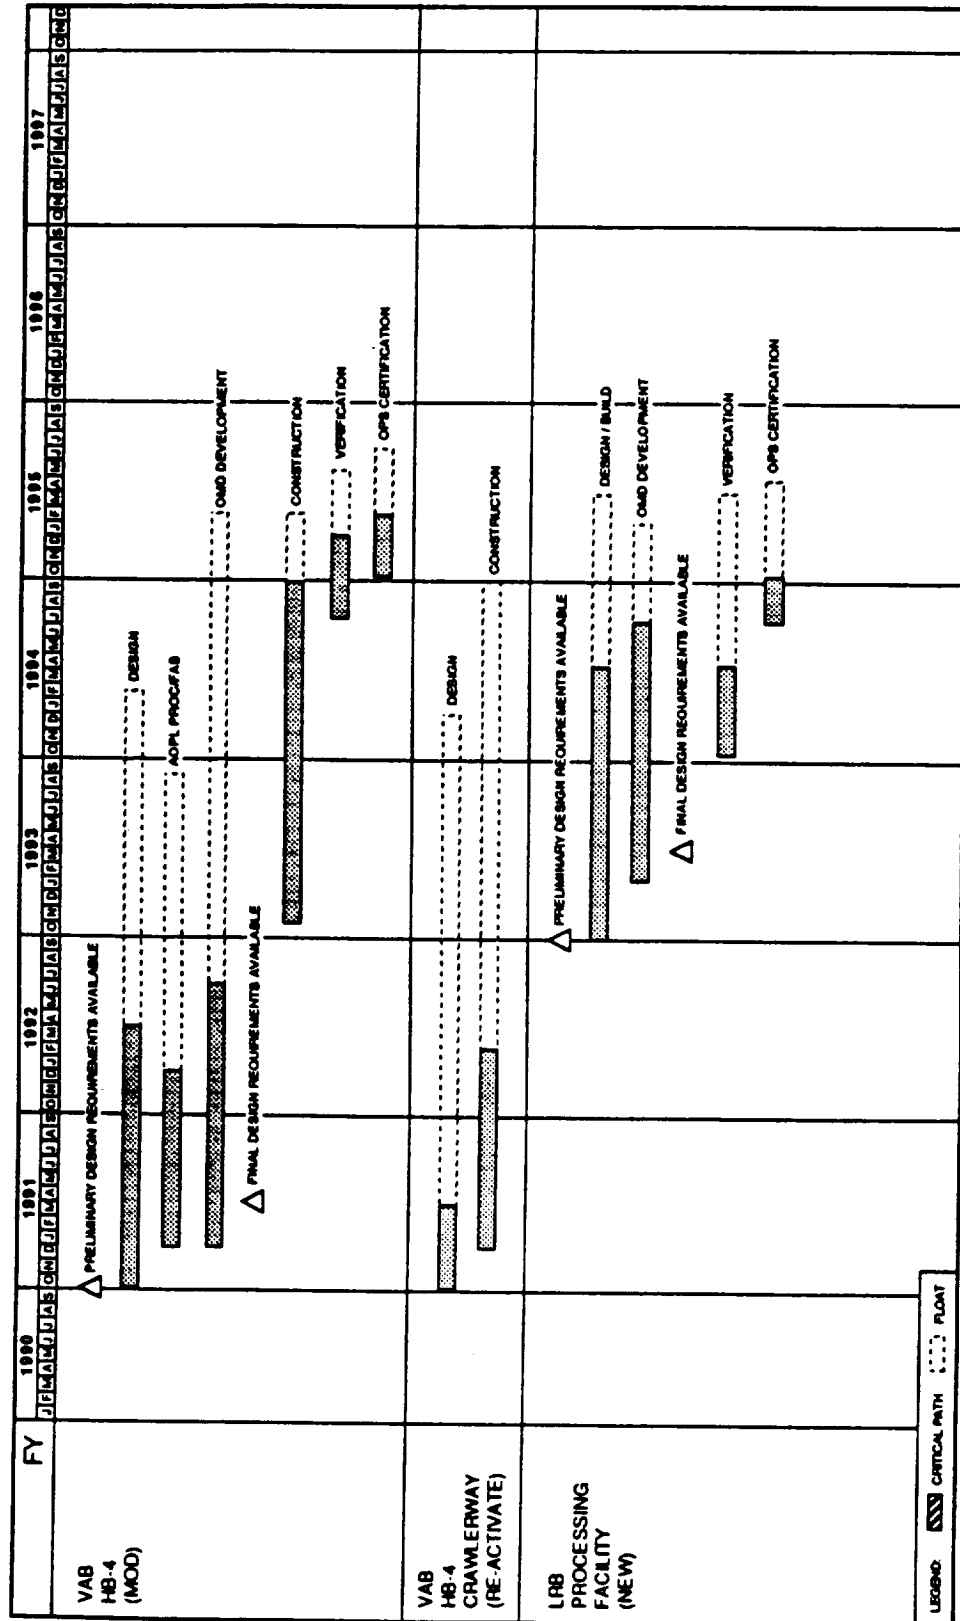 FY
1990
1991
1992
1993
1994
1995
1996
1997
J F M A M J J A S O N D J F M A M J J A S O N D J F M A M J J A S O N D J F M A M J J A S O N D J F M A M J J A S O N D J F M A M J J A S O N D J F M A M J J A S O N D J F M A M J J A S O N D
VAB
HB-4
(MOD)
PRELIMINARY DESIGN REQUIREMENTS AVAILABLE
DESIGN
AOPL PROC/FAB
OMD DEVELOPMENT
FINAL DESIGN REQUIREMENTS AVAILABLE
CONSTRUCTION
VERIFICATION
OPS CERTIFICATION
VAB
HB-4
CRAWLERWAY
(RE-ACTIVATE)
DESIGN
CONSTRUCTION
LRB
PROCESSING
FACILITY
(NEW)
PRELIMINARY DESIGN REQUIREMENTS AVAILABLE
DESIGN / BUILD
OMD DEVELOPMENT
FINAL DESIGN REQUIREMENTS AVAILABLE
VERIFICATION
OPS CERTIFICATION
LEGEND: CRITICAL PATH FLOAT